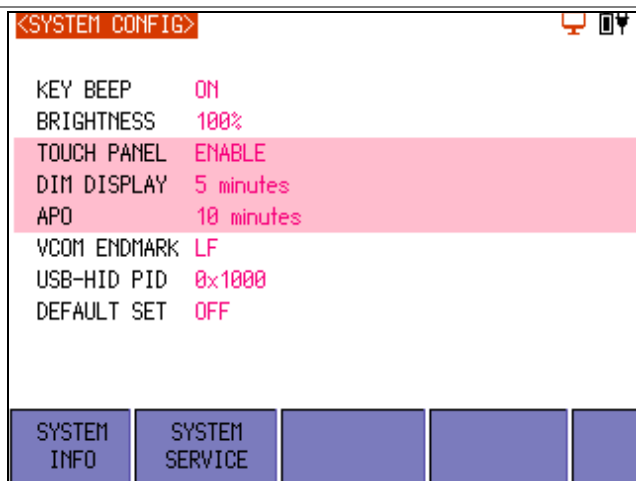 <SYSTEM CONFIG>
KEY BEEP ON
BRIGHTNESS 100%
TOUCH PANEL ENABLE
DIM DISPLAY 5 minutes
APO 10 minutes
VCOM ENDMARK LF
USB-HID PID 0x1000
DEFAULT SET OFF
SYSTEM INFO
SYSTEM SERVICE